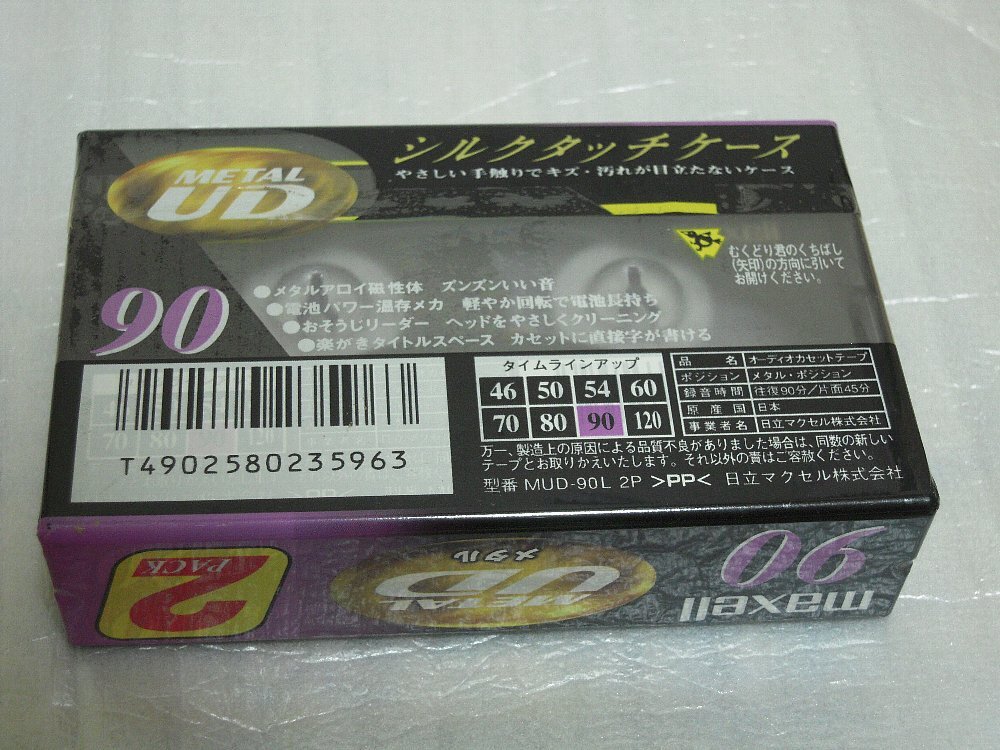 METAL
UD
シルクタッチケース
やさしい手触りでキズ・汚れが目立たないケース
むくどり君のくちばし
(矢印)の方向に引いて
お開けください。
90
●メタルアロイ磁性体 ズンズンいい音
●電池パワー温存メカ 軽やか回転で電池長持ち
●おそうじリーダー ヘッドをやさしくクリーニング
●楽がきタイトルスペース カセットに直接字が書ける
T4902580235963
タイムラインアップ
46 50 54 60
70 80 90 120
品名 オーディオカセットテープ
ポジション メタル・ポジション
録音時間 往復90分/片面45分
原産国 日本
事業者名 日立マクセル株式会社
万一、製造上の原因による品質不良がありました場合は、同数の新しい
テープとお取りかえいたします。それ以外の責はご容赦ください。
型番 MUD-90L 2P >PP< 日立マクセル株式会社
maxell
90
METAL
UD
メタル
2
PACK